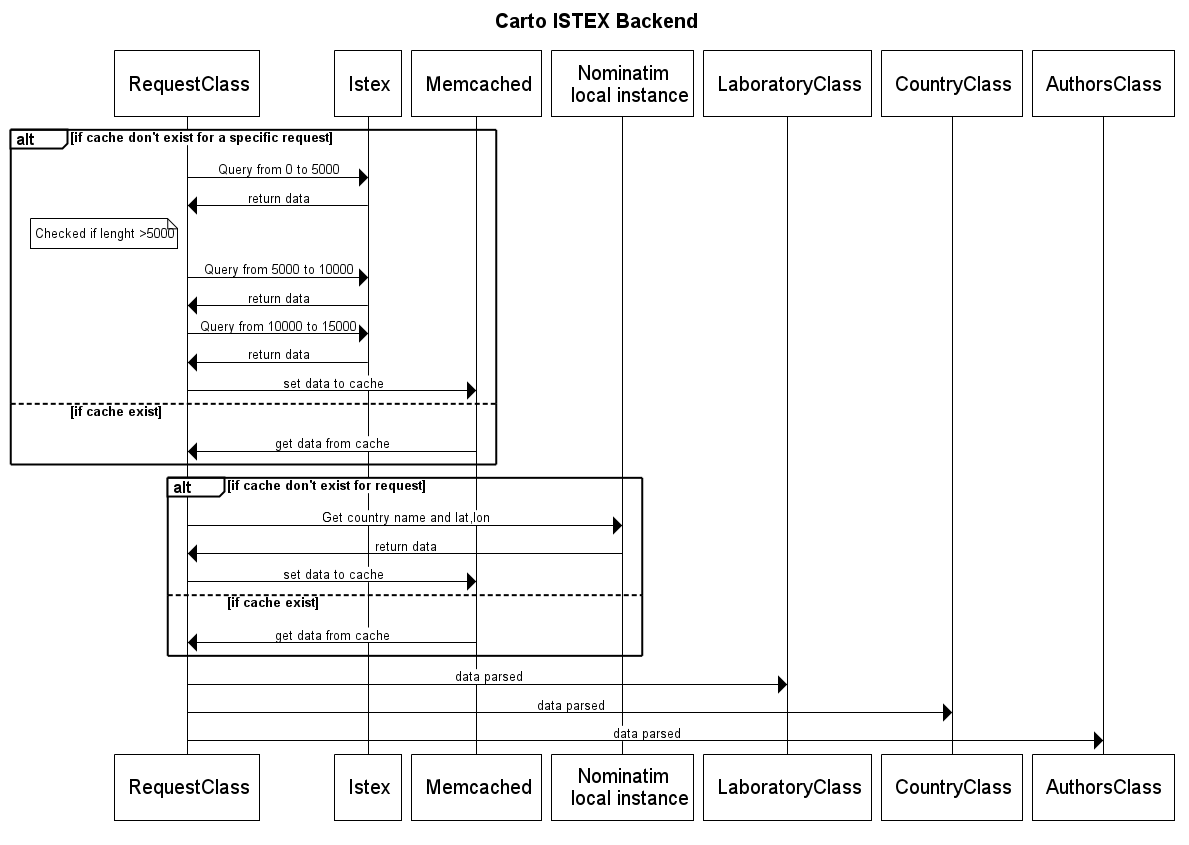 Carto ISTEX Backend
RequestClass
Istex
Memcached
Nominatim
local instance
LaboratoryClass
CountryClass
AuthorsClass
alt
[if cache don't exist for a specific request]
Query from 0 to 5000
return data
Checked if lenght >5000
Query from 5000 to 10000
return data
Query from 10000 to 15000
return data
set data to cache
[if cache exist]
get data from cache
alt
[if cache don't exist for request]
Get country name and lat,lon
return data
set data to cache
[if cache exist]
get data from cache
data parsed
data parsed
data parsed
RequestClass
Istex
Memcached
Nominatim
local instance
LaboratoryClass
CountryClass
AuthorsClass